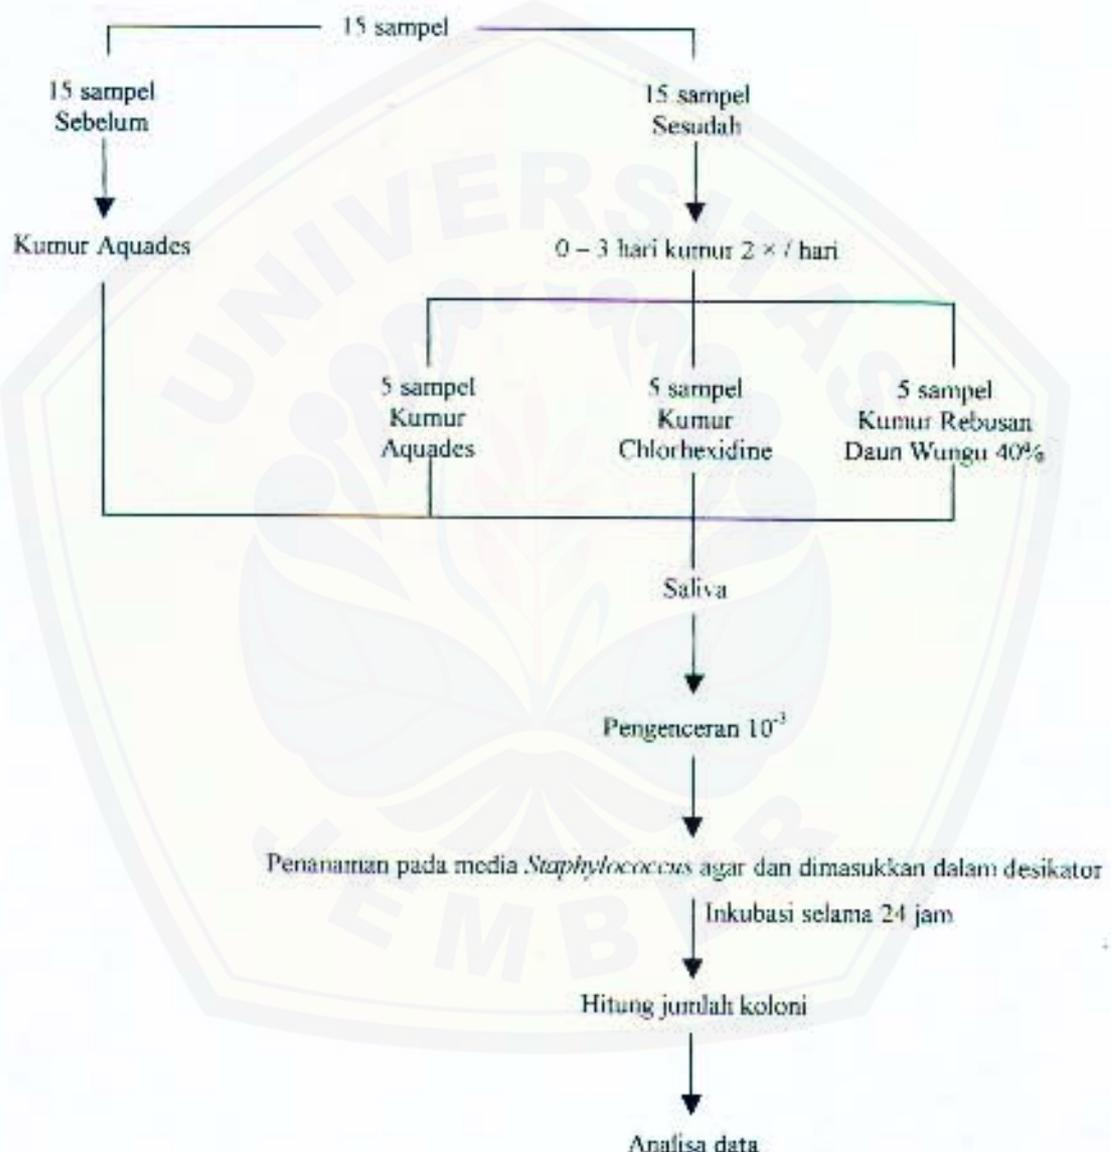 15 sampel
15 sampel
Sebelum
15 sampel
Sesudah
Kumur Aquades
0 – 3 hari kumur 2 × / hari
5 sampel
Kumur
Aquades
5 sampel
Kumur
Chlorhexidine
5 sampel
Kumur Rebusan
Daun Wungu 40%
Saliva
Pengenceran 10⁻³
Penanaman pada media Staphylococcus agar dan dimasukkan dalam desikator
Inkubasi selama 24 jam
Hitung jumlah koloni
Analisa data
UNIVERSITAS
JEMBER